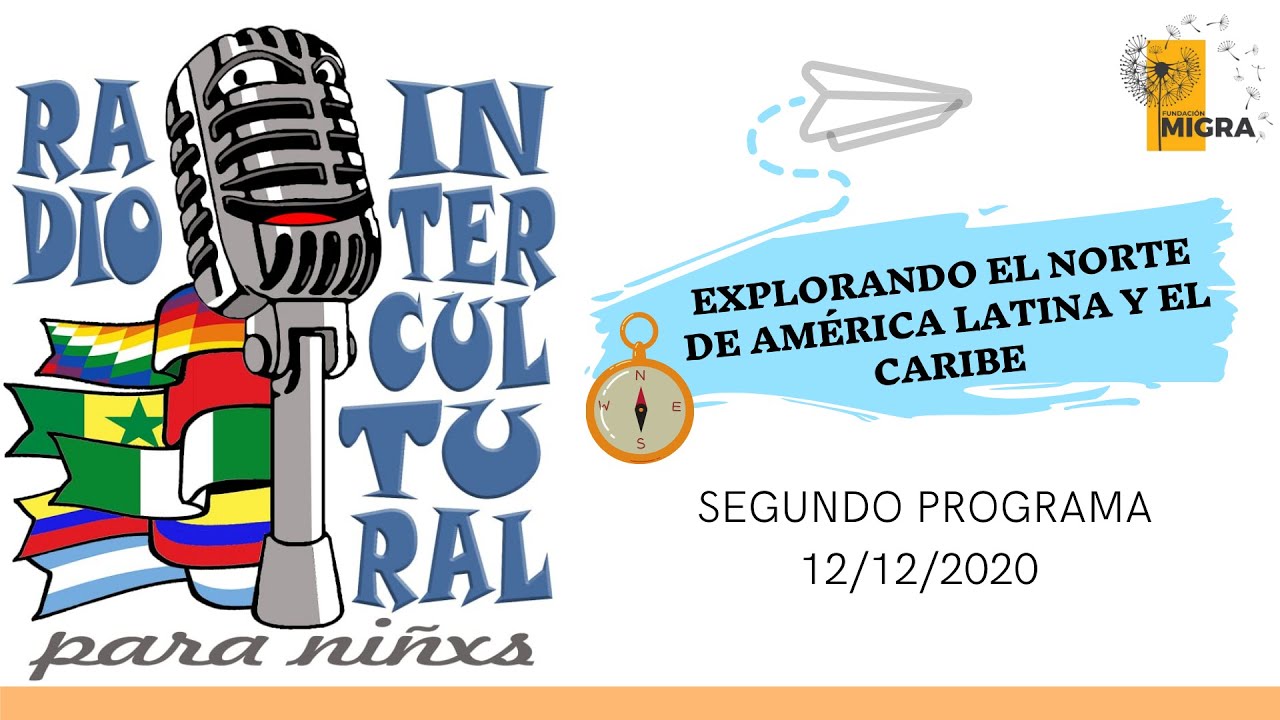 RA
DIO
IN
TER
CUL
TU
RAL
para niñxs
FUNDACIÓN
MIGRA
EXPLORANDO EL NORTE
DE AMÉRICA LATINA Y EL
CARIBE
N
W E
S
SEGUNDO PROGRAMA
12/12/2020